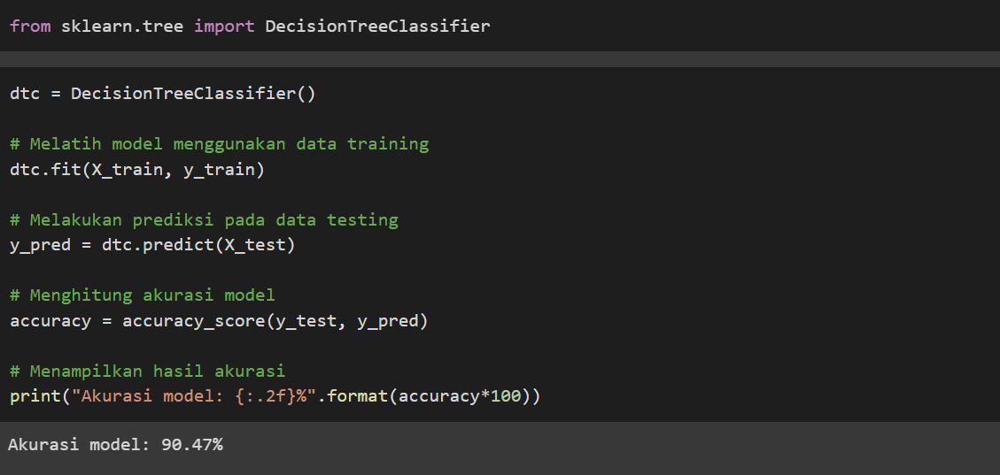 from sklearn.tree import DecisionTreeClassifier
dtc = DecisionTreeClassifier()
# Melatih model menggunakan data training
dtc.fit(X_train, y_train)
# Melakukan prediksi pada data testing
y_pred = dtc.predict(X_test)
# Menghitung akurasi model
accuracy = accuracy_score(y_test, y_pred)
# Menampilkan hasil akurasi
print("Akurasi model: {:.2f}%".format(accuracy*100))
Akurasi model: 90.47%